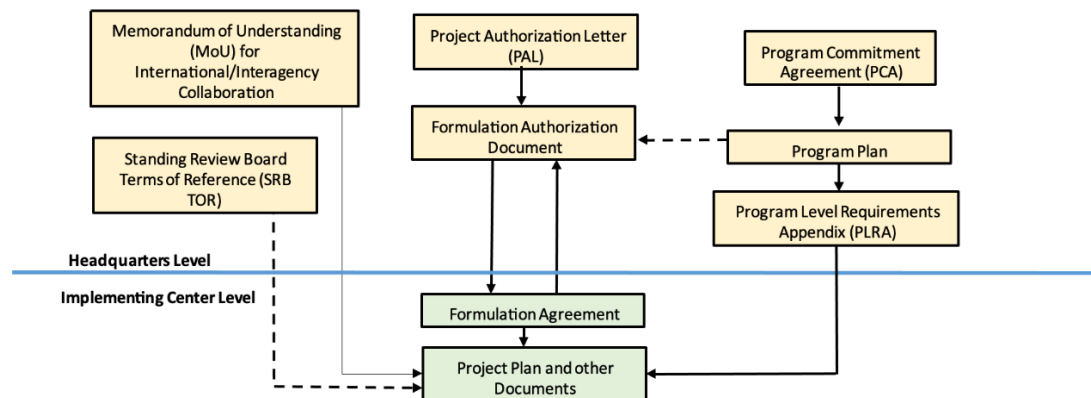 Memorandum of Understanding
(MoU) for
International/Interagency
Collaboration
Project Authorization Letter
(PAL)
Program Commitment
Agreement (PCA)
Formulation Authorization
Document
Program Plan
Standing Review Board
Terms of Reference (SRB
TOR)
Program Level Requirements
Appendix (PLRA)
Headquarters Level
Implementing Center Level
Formulation Agreement
Project Plan and other
Documents